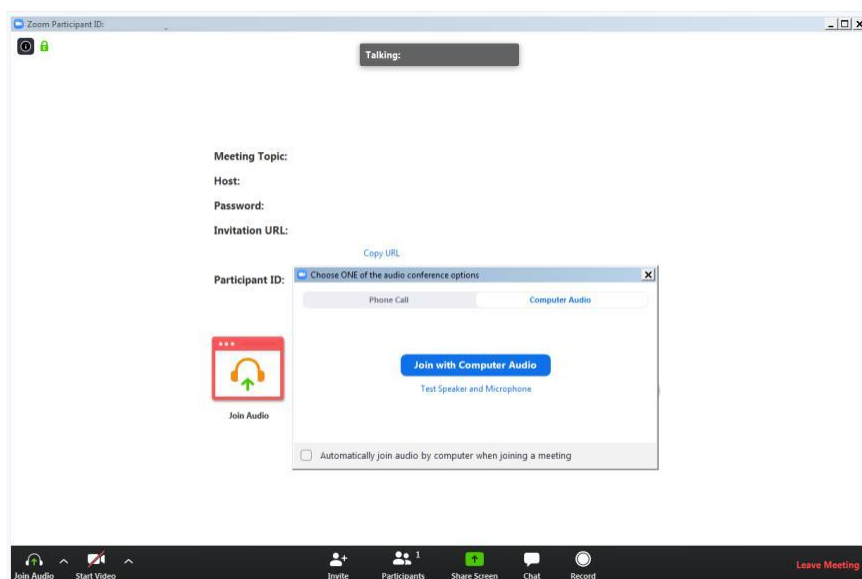 Zoom Participant ID:
Talking:
Meeting Topic:
Host:
Password:
Invitation URL:
Copy URL
Participant ID:
Choose ONE of the audio conference options
Phone Call
Computer Audio
Join with Computer Audio
Test Speaker and Microphone
Automatically join audio by computer when joining a meeting
Join Audio
Join Audio
Start Video
Invite
Participants
1
Share Screen
Chat
Record
Leave Meeting